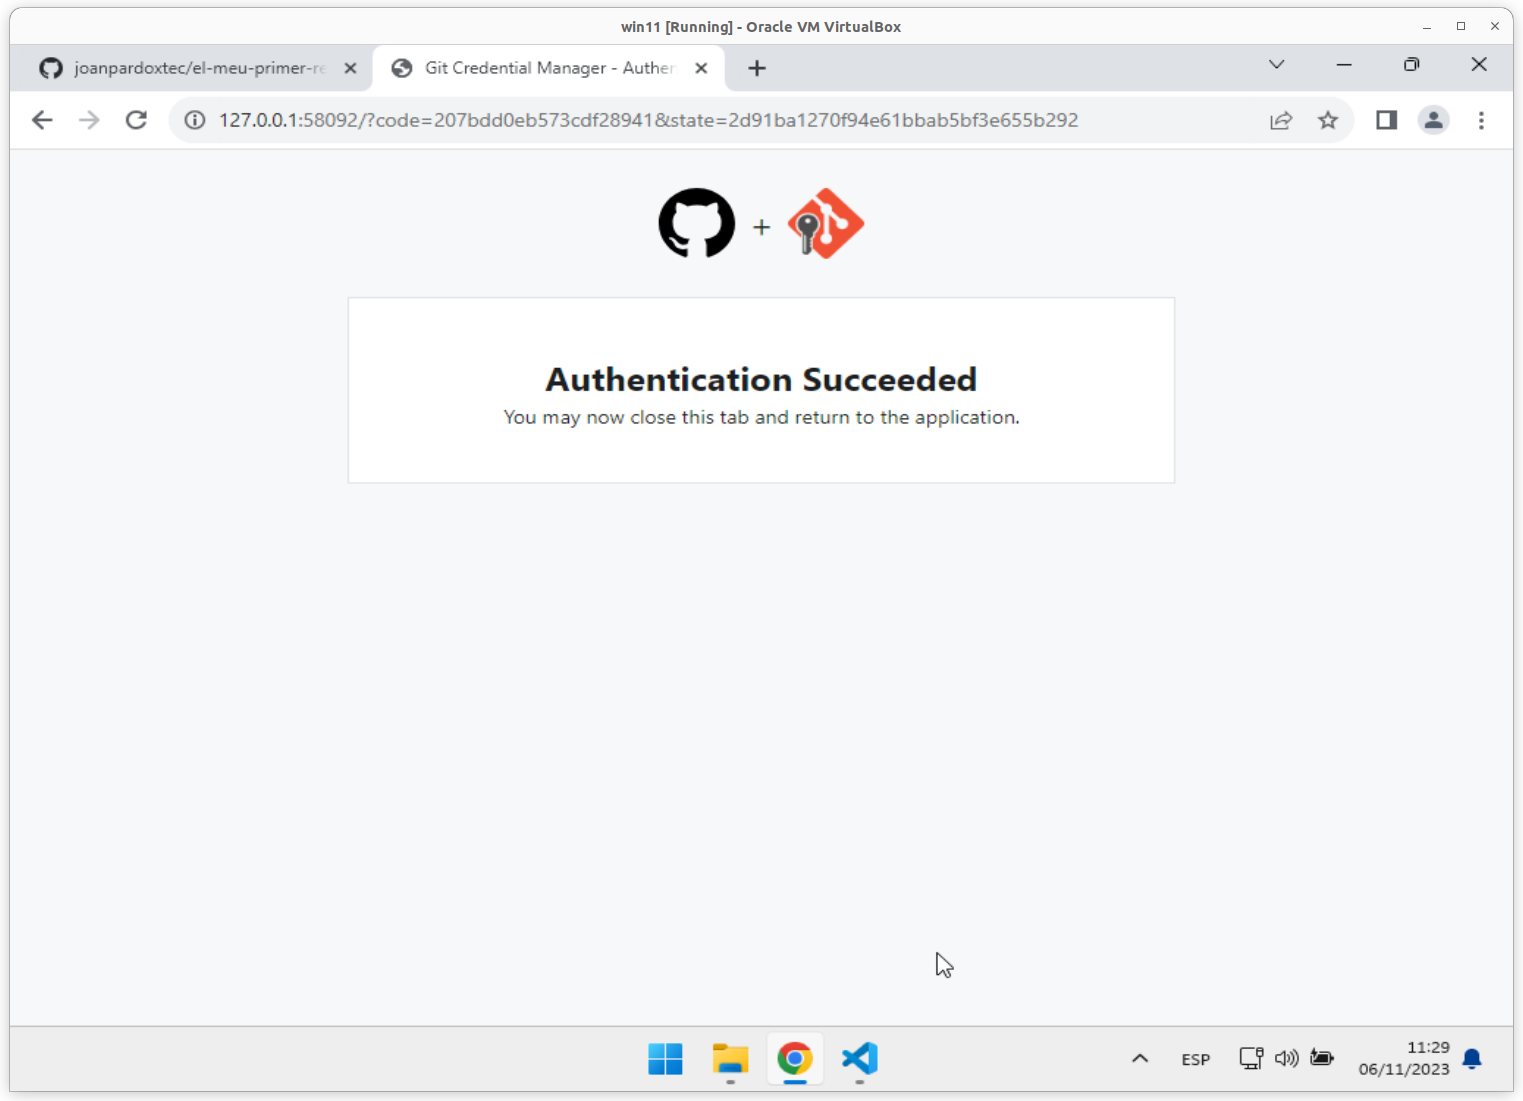 win11 [Running] - Oracle VM VirtualBox
joanpardoxtec/el-meu-primer-re
Git Credential Manager - Auther
127.0.0.1:58092/?code=207bdd0eb573cdf28941&state=2d91ba1270f94e61bbab5bf3e655b292
+
Authentication Succeeded
You may now close this tab and return to the application.
ESP
11:29
06/11/2023